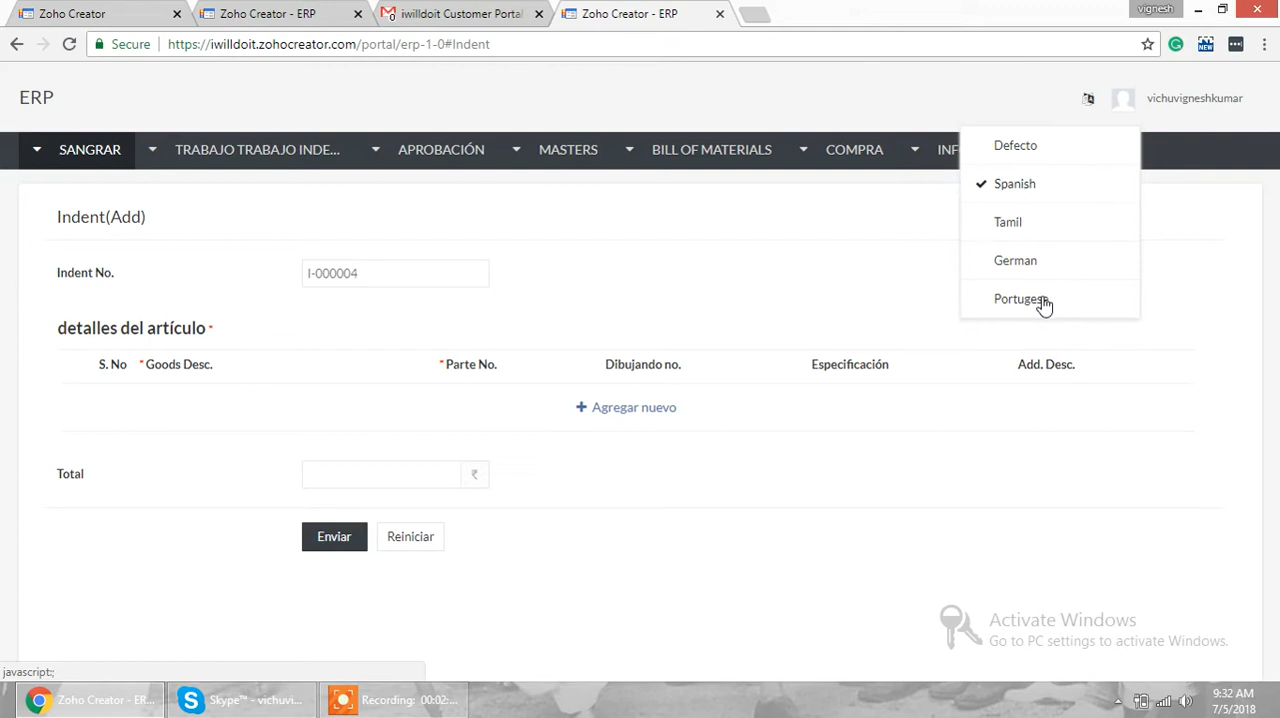 Zoho Creator
Zoho Creator - ERP
iwilldoit Customer Portal
Zoho Creator - ERP
vignesh
Secure https://iwilldoit.zohocreator.com/portal/erp-1-0#Indent
NEW
ERP
vichuvigneshkumar
SANGRAR TRABAJO TRABAJO INDE... APROBACIÓN MASTERS BILL OF MATERIALS COMPRA
Defecto
Spanish
Tamil
German
Indent(Add)
Indent No. I-000004
detalles del artículo *
S. No * Goods Desc. * Parte No. Dibujando no. Especificación Add. Desc.
+ Agregar nuevo
Total ₹
Enviar Reiniciar
Activate Windows
Go to PC settings to activate Windows.
javascript:;
Zoho Creator - ER... Skype™ - vichuvi... Recording: 00:02:...
9:32 AM
7/5/2018